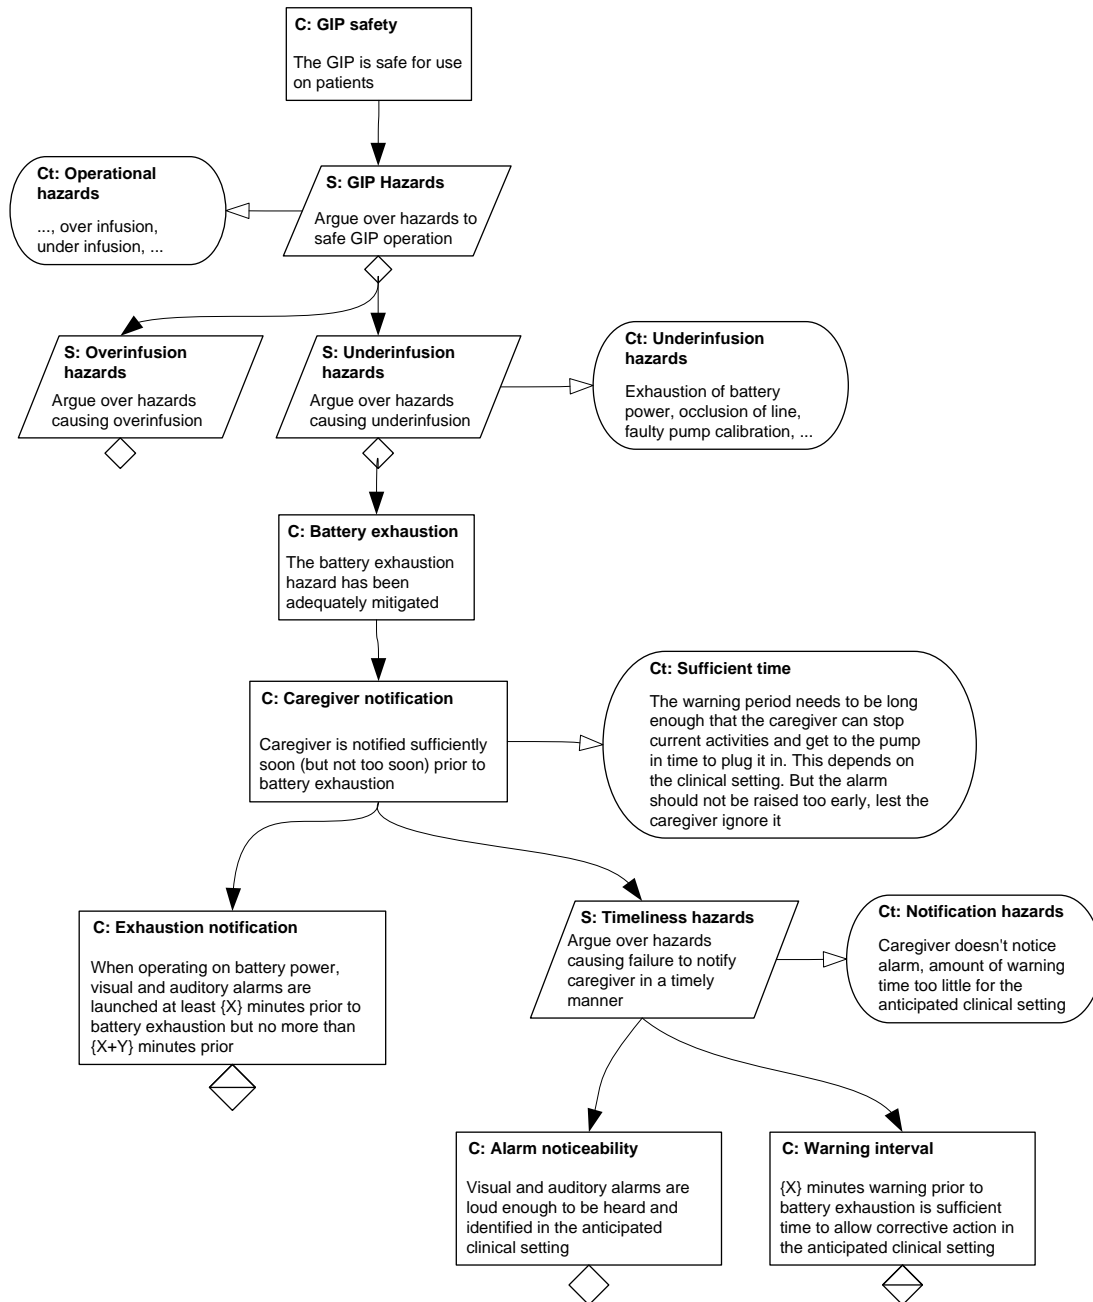 C: GIP safety
The GIP is safe for use
on patients
Ct: Operational
hazards
..., over infusion,
under infusion, ...
S: GIP Hazards
Argue over hazards to
safe GIP operation
S: Overinfusion
hazards
Argue over hazards
causing overinfusion
S: Underinfusion
hazards
Argue over hazards
causing underinfusion
Ct: Underinfusion
hazards
Exhaustion of battery
power, occlusion of line,
faulty pump calibration, ...
C: Battery exhaustion
The battery exhaustion
hazard has been
adequately mitigated
C: Caregiver notification
Caregiver is notified sufficiently
soon (but not too soon) prior to
battery exhaustion
Ct: Sufficient time
The warning period needs to be long
enough that the caregiver can stop
current activities and get to the pump
in time to plug it in. This depends on
the clinical setting. But the alarm
should not be raised too early, lest the
caregiver ignore it
C: Exhaustion notification
When operating on battery power,
visual and auditory alarms are
launched at least {X} minutes prior to
battery exhaustion but no more than
{X+Y} minutes prior
S: Timeliness hazards
Argue over hazards
causing failure to notify
caregiver in a timely
manner
Ct: Notification hazards
Caregiver doesn't notice
alarm, amount of warning
time too little for the
anticipated clinical setting
C: Alarm noticeability
Visual and auditory alarms are
loud enough to be heard and
identified in the anticipated
clinical setting
C: Warning interval
{X} minutes warning prior to
battery exhaustion is sufficient
time to allow corrective action in
the anticipated clinical setting